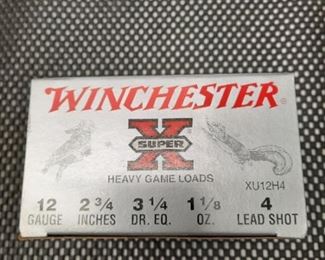 WINCHESTER®
X
SUPER
HEAVY GAME LOADS
XU12H4
12 2 3/4 3 1/4 1 1/8 4
GAUGE INCHES DR. EQ. OZ. LEAD SHOT